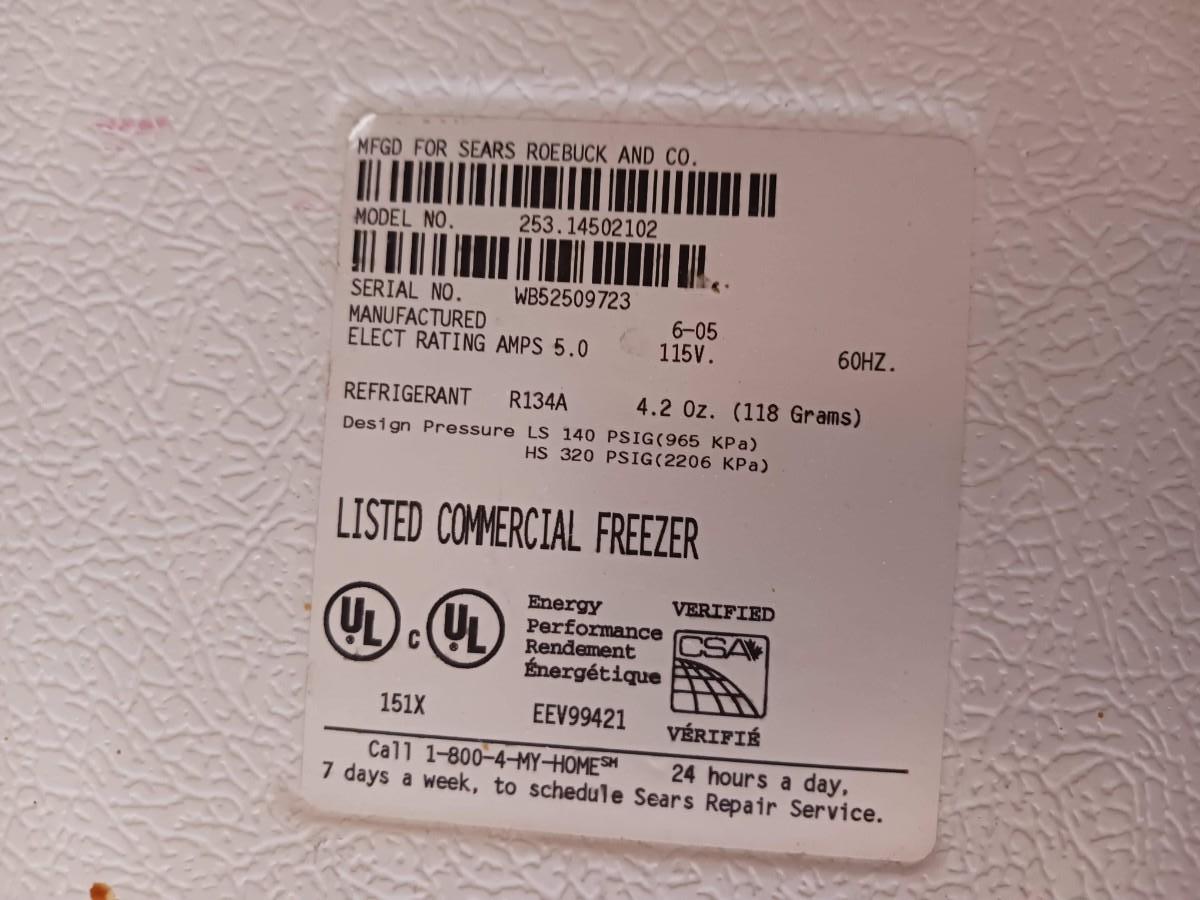 MFGD FOR SEARS ROEBUCK AND CO.
MODEL NO. 253.14502102
SERIAL NO. WB52509723
MANUFACTURED 6-05
ELECT RATING AMPS 5.0 115V. 60HZ.
REFRIGERANT R134A 4.2 Oz. (118 Grams)
Design Pressure LS 140 PSIG(965 KPa)
HS 320 PSIG(2206 KPa)
LISTED COMMERCIAL FREEZER
UL C UL
Energy
Performance
Rendement
Énergétique
VERIFIED
CSA
VÉRIFIÉ
151X
EEV99421
Call 1-800-4-MY-HOME℠ 24 hours a day,
7 days a week, to schedule Sears Repair Service.